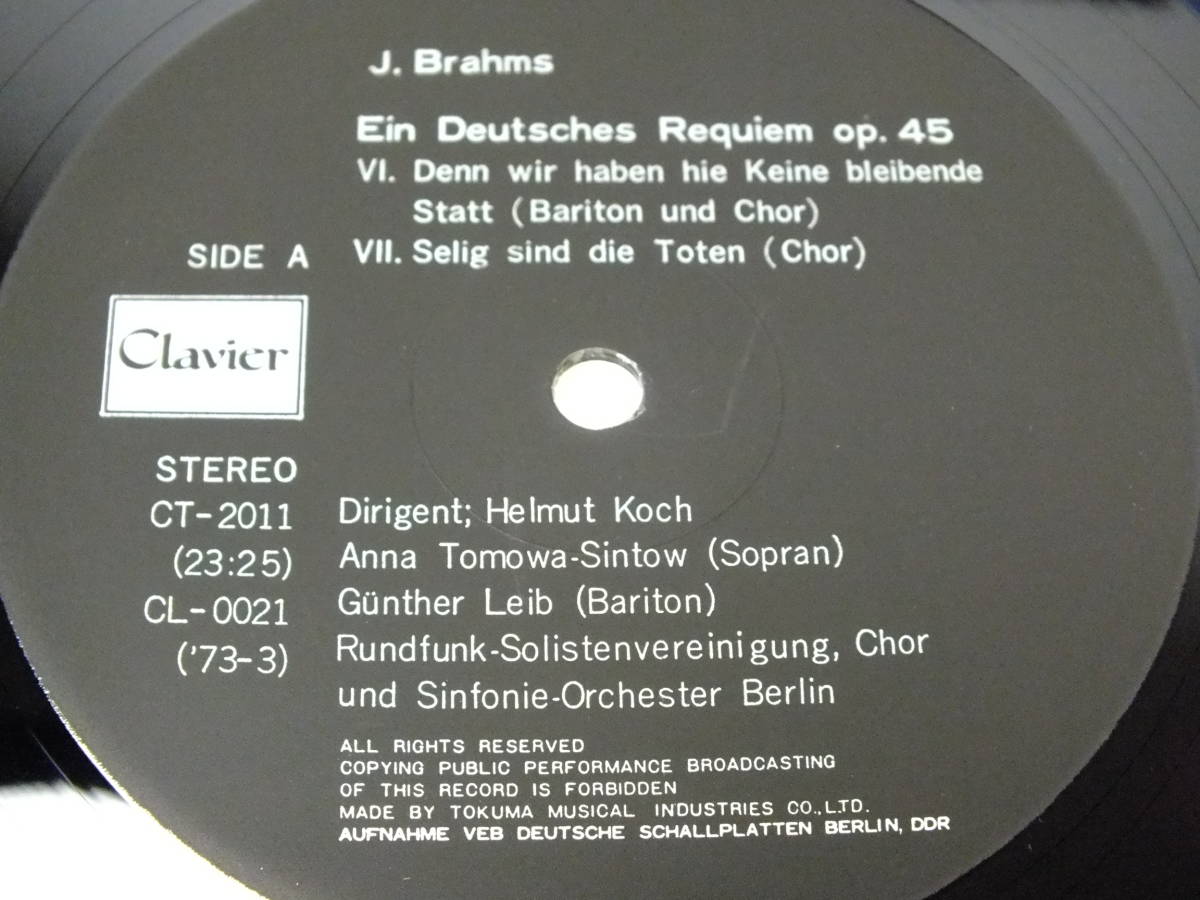 J. Brahms
Ein Deutsches Requiem op. 45
VI. Denn wir haben hie Keine bleibende
Statt (Bariton und Chor)
SIDE A
VII. Selig sind die Toten (Chor)
Clavier
STEREO
CT-2011
(23:25)
CL-0021
('73-3)
Dirigent; Helmut Koch
Anna Tomowa-Sintow (Sopran)
Günther Leib (Bariton)
Rundfunk-Solistenvereinigung, Chor
und Sinfonie-Orchester Berlin
ALL RIGHTS RESERVED
COPYING PUBLIC PERFORMANCE BROADCASTING
OF THIS RECORD IS FORBIDDEN
MADE BY TOKUMA MUSICAL INDUSTRIES CO.,LTD.
AUFNAHME VEB DEUTSCHE SCHALLPLATTEN BERLIN, DDR